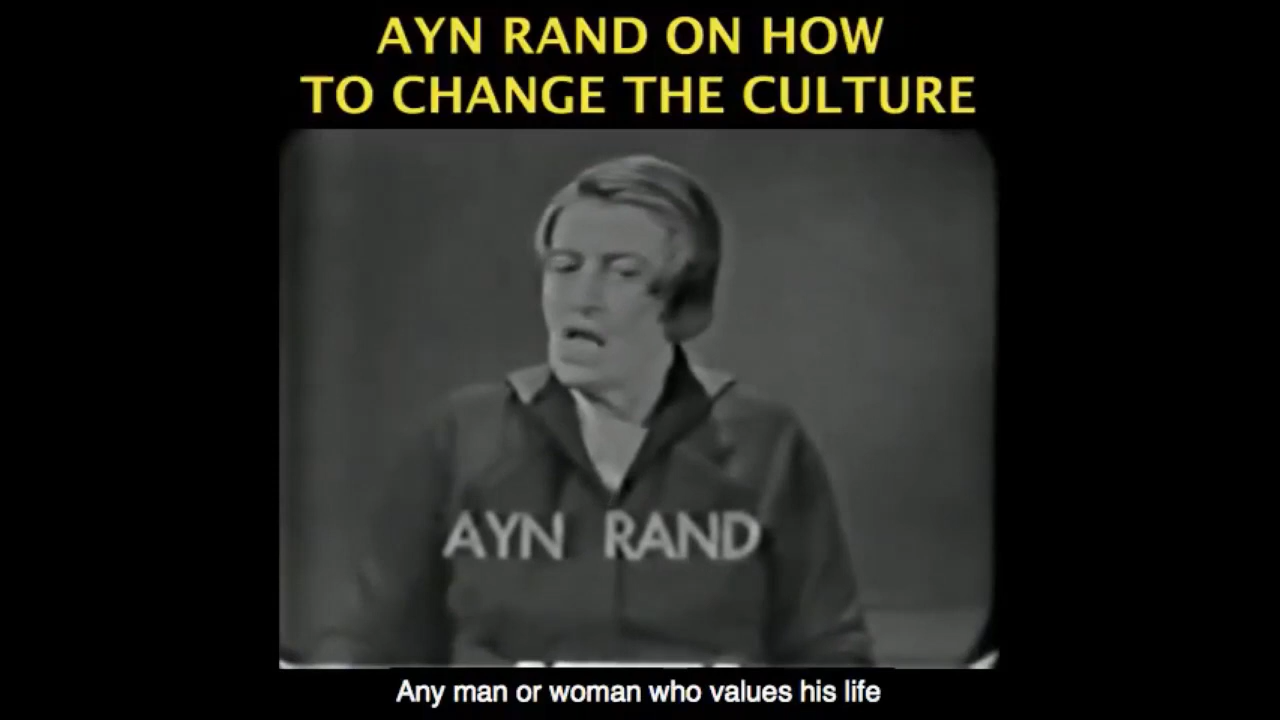 AYN RAND ON HOW
TO CHANGE THE CULTURE
AYN RAND
Any man or woman who values his life